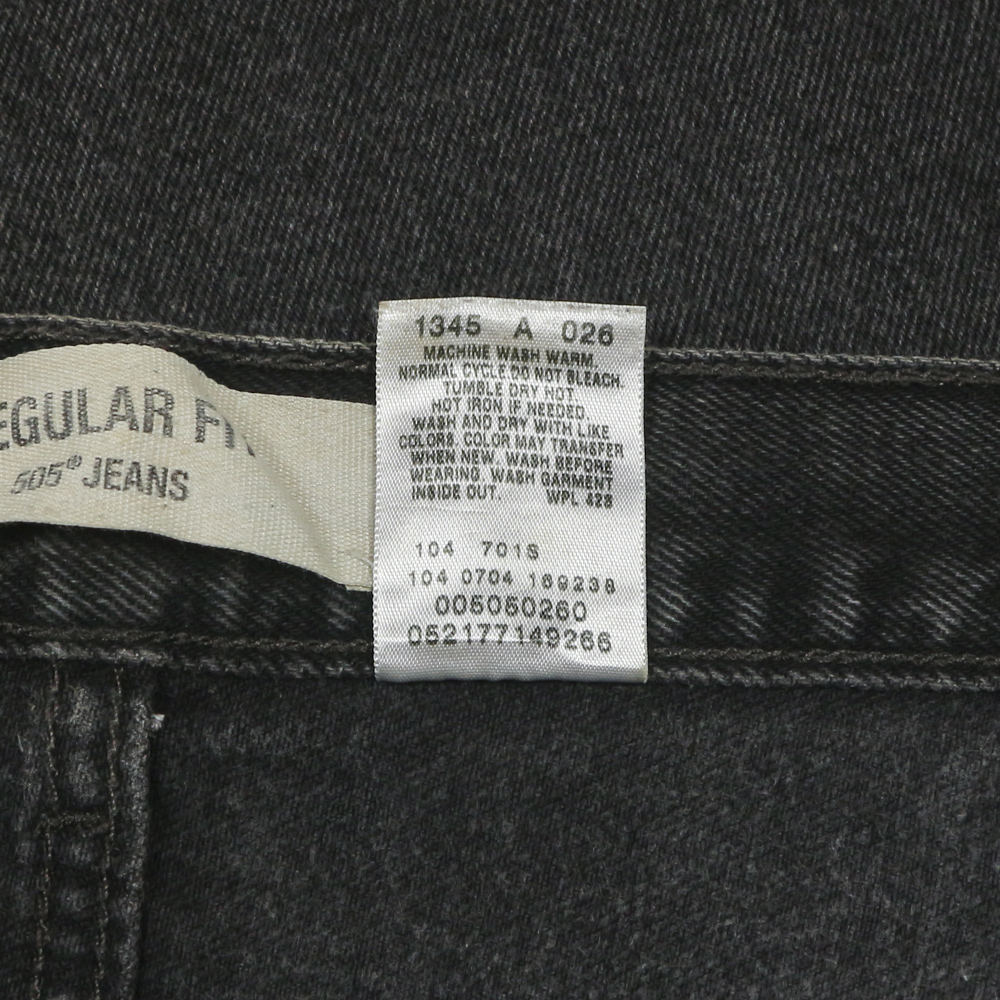 EGULAR FI
505® JEANS
1345 A 026
MACHINE WASH WARM,
NORMAL CYCLE DO NOT BLEACH.
TUMBLE DRY HOT.
HOT IRON IF NEEDED.
WASH AND DRY WITH LIKE
COLORS. COLOR MAY TRANSFER
WHEN NEW, WASH BEFORE
WEARING. WASH GARMENT
INSIDE OUT. WPL 428
104 701S
104 0704 169238
005050260
052177149266